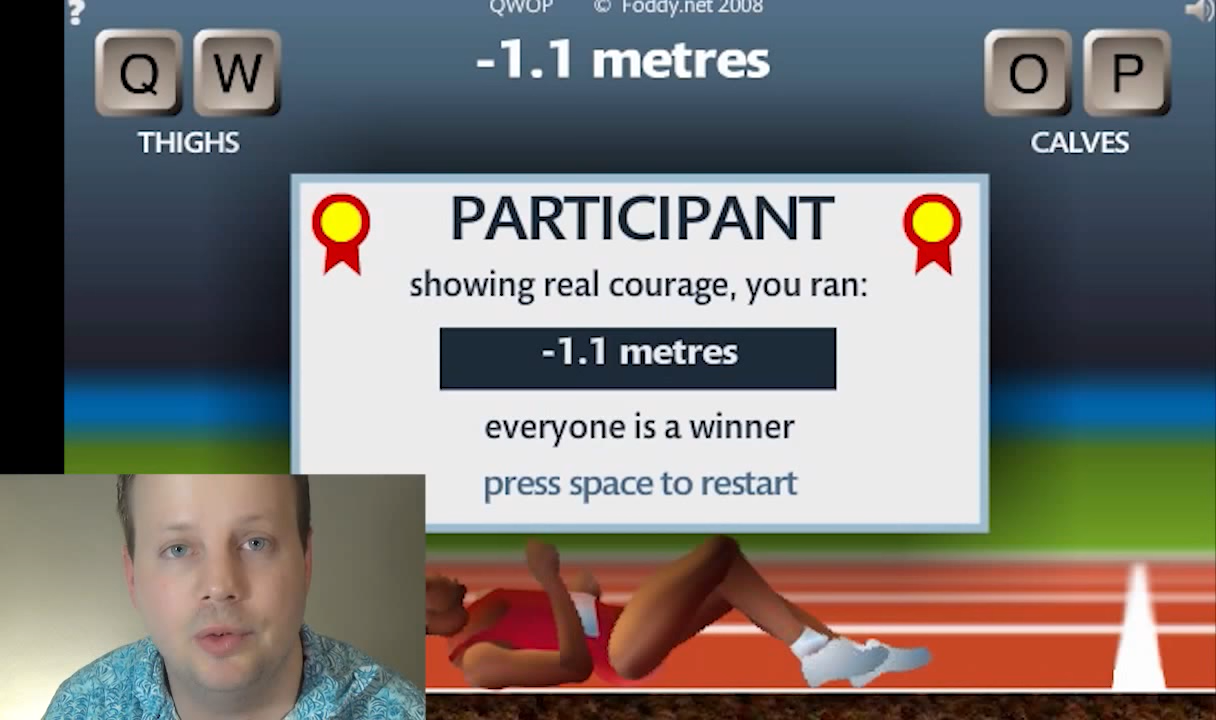 QWOP © Foddy.net 2008
?
-1.1 metres
Q W
THIGHS
O P
CALVES
PARTICIPANT
showing real courage, you ran:
-1.1 metres
everyone is a winner
press space to restart